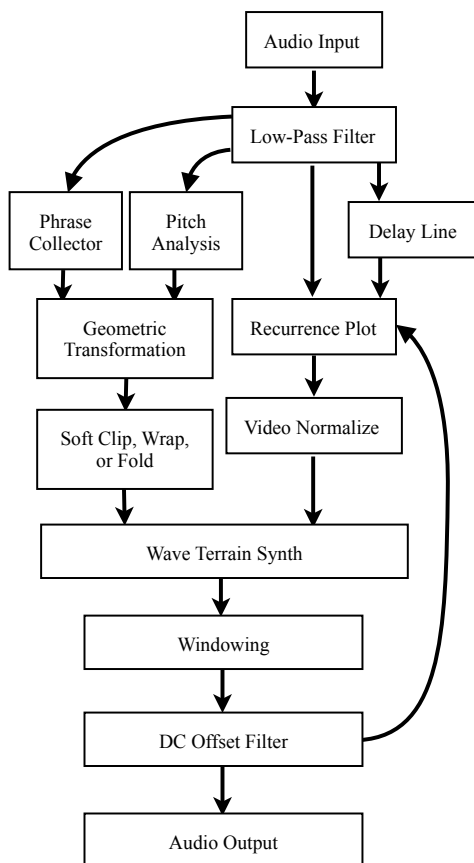 Audio Input
Low-Pass Filter
Phrase
Collector
Pitch
Analysis
Delay Line
Geometric
Transformation
Recurrence Plot
Soft Clip, Wrap,
or Fold
Video Normalize
Wave Terrain Synth
Windowing
DC Offset Filter
Audio Output